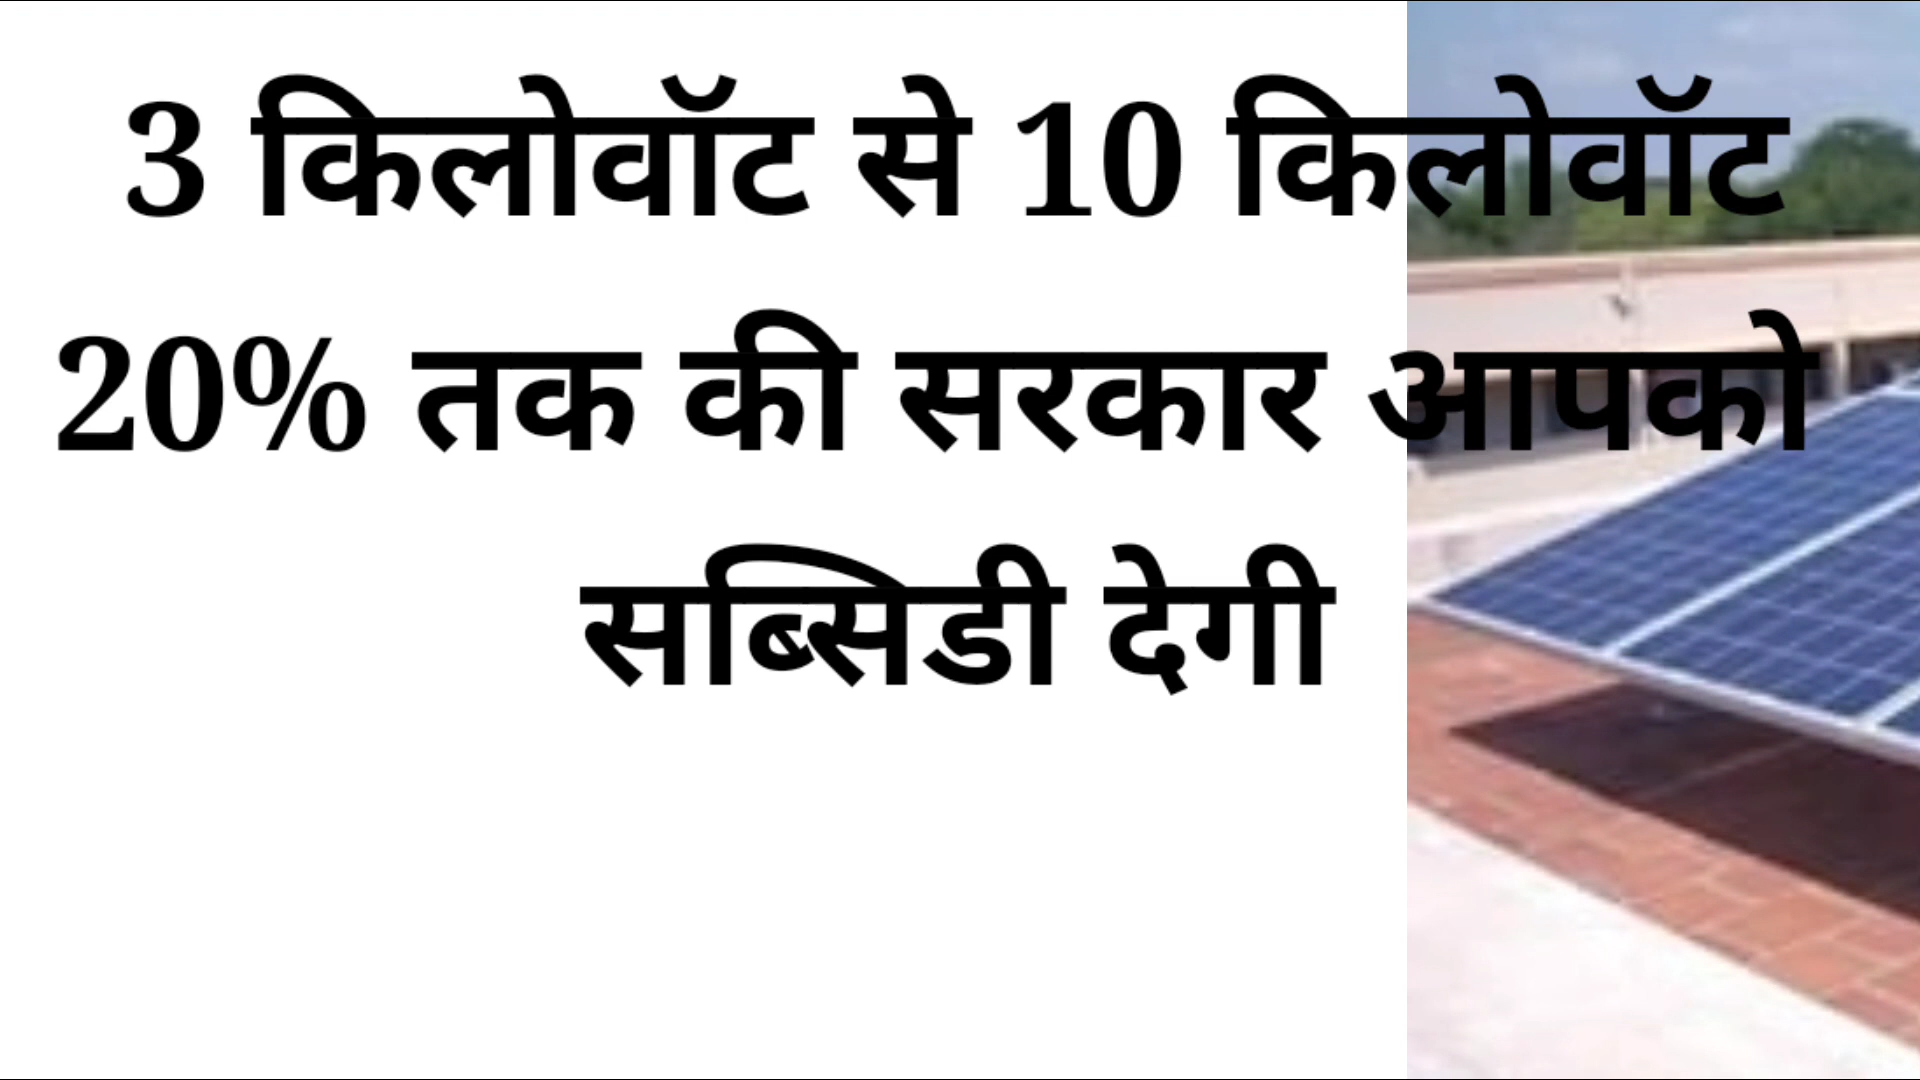 3 किलोवॉट से 10 किलोवॉट
20% तक की सरकार आपको
सब्सिडी देगी